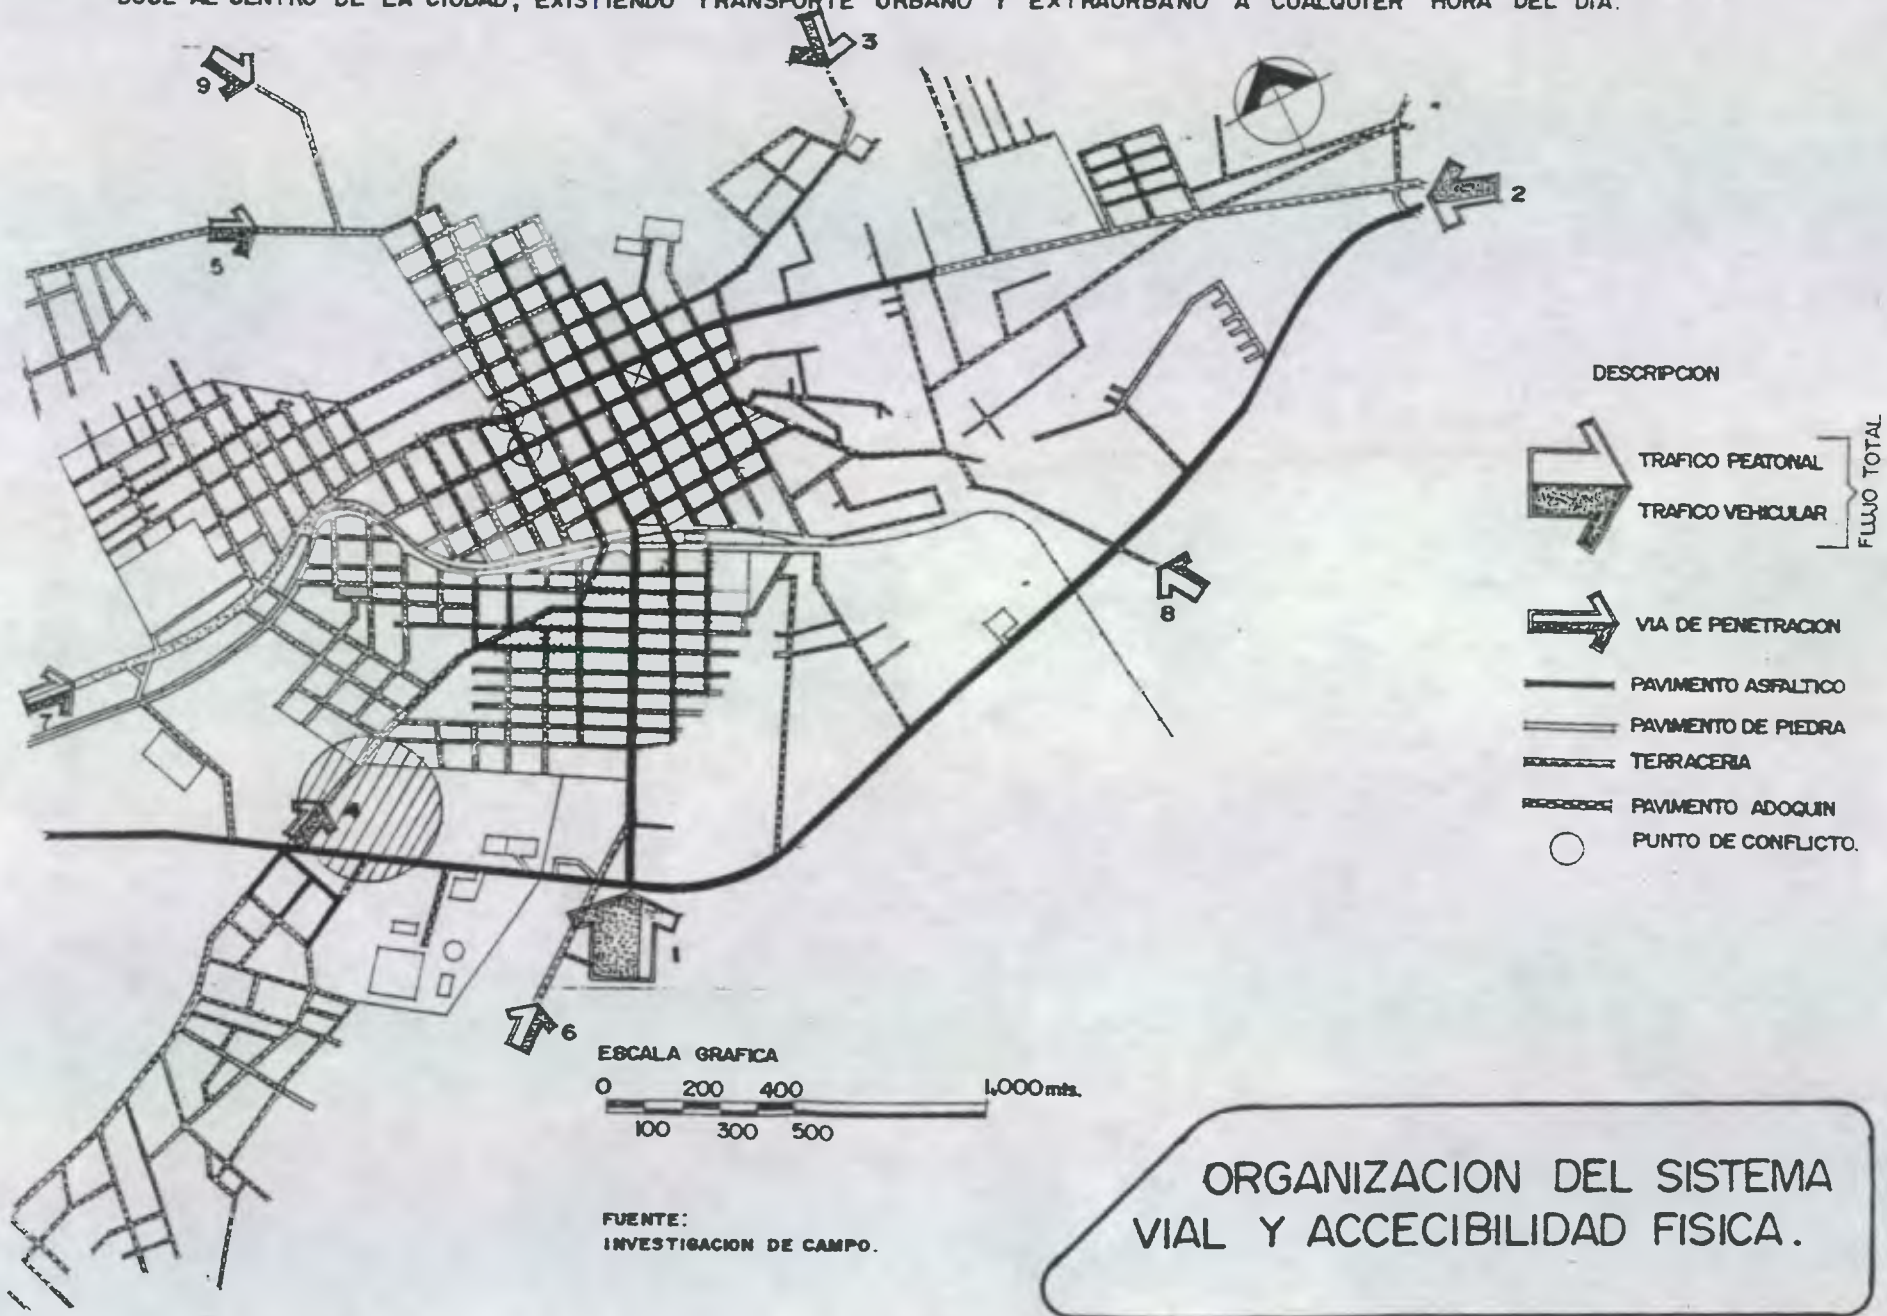 DUCE AL CENTRO DE LA CIUDAD, EXISTIENDO TRANSPORTE URBANO Y EXTRAURBANO A CUALQUIER HORA DEL DIA.
3
9
2
5
DESCRIPCION
TRAFICO PEATONAL
TRAFICO VEHICULAR
FLUJO TOTAL
8
VIA DE PENETRACION
PAVIMENTO ASFALTICO
7
PAVIMENTO DE PIEDRA
TERRACERIA
4
PAVIMENTO ADOQUIN
PUNTO DE CONFLICTO.
1
6
ESCALA GRAFICA
0 200 400 1,000 mts.
100 300 500
FUENTE:
INVESTIGACION DE CAMPO.
ORGANIZACION DEL SISTEMA
VIAL Y ACCECIBILIDAD FISICA.